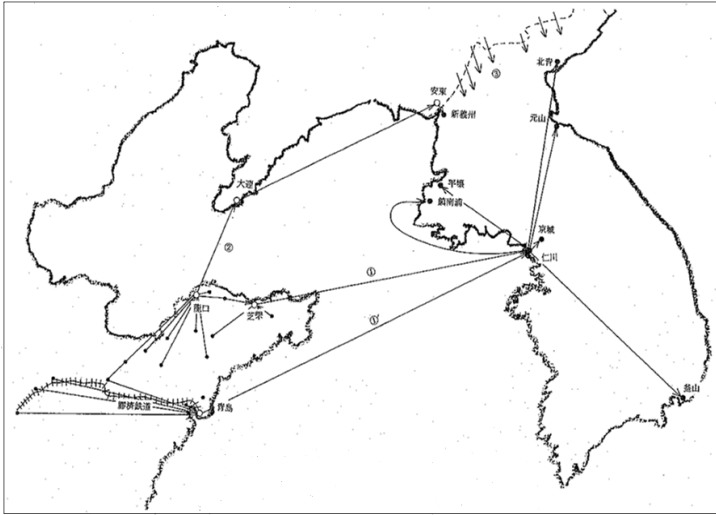 北青
③
安東
新義州
元山
大連
平壌
鎮南浦
京城
仁川
②
①
龍口
芝罘
①'
釜山
膠済鉄道
青島